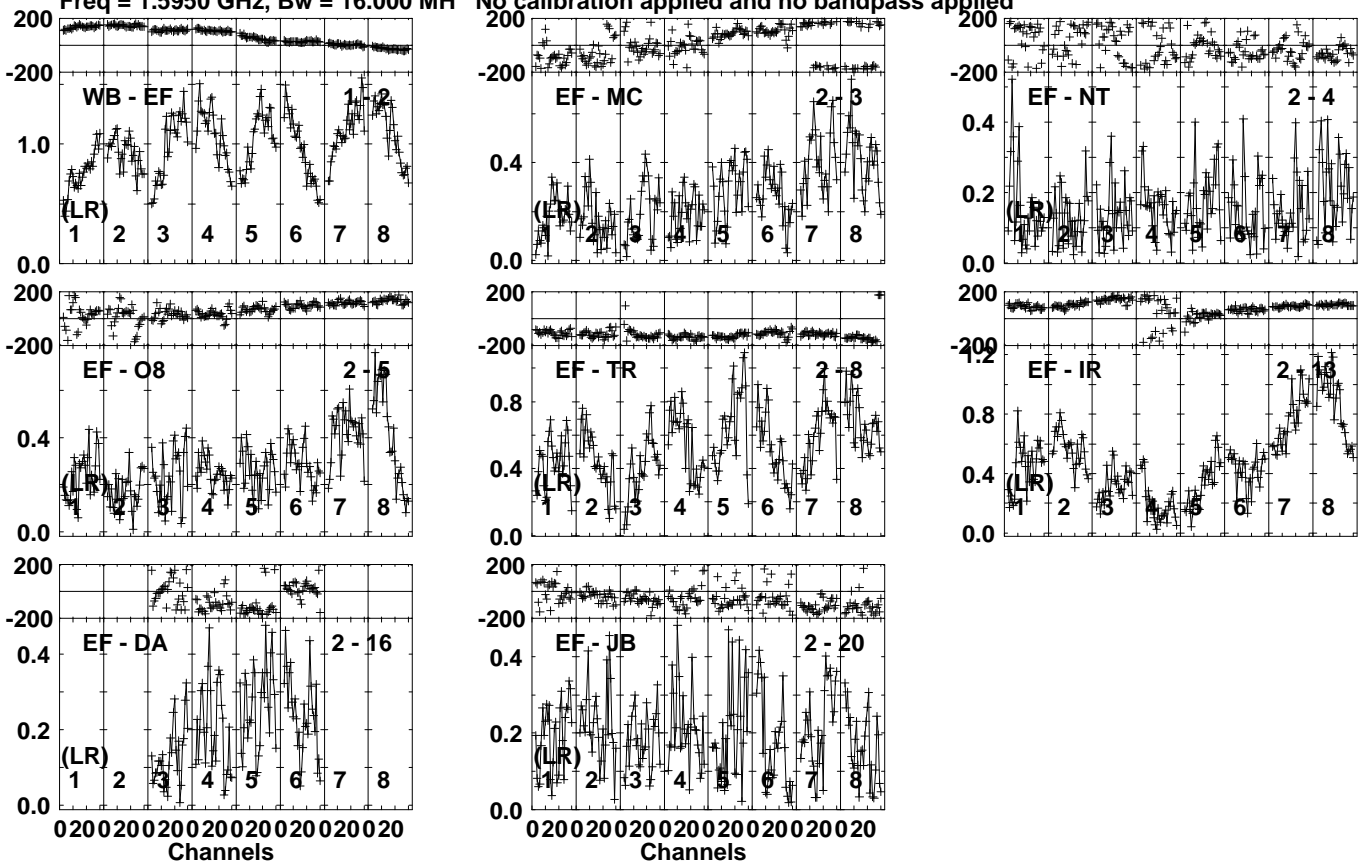 Freq = 1.5950 GHz, Bw = 16.000 MH No calibration applied and no bandpass applied
200
-200
WB - EF 1 - 2
1.0
(LR)
1 2 3 4 5 6 7 8
0.0
200
-200
EF - MC 2 - 3
0.4
(LR)
1 2 3 4 5 6 7 8
0.0
200
-200
EF - NT 2 - 4
0.4
0.2
(LR)
1 2 3 4 5 6 7 8
0.0
200
-200
EF - O8 2 - 5
0.4
(LR)
1 2 3 4 5 6 7 8
0.0
200
-200
EF - TR 2 - 8
0.8
0.4
(LR)
1 2 3 4 5 6 7 8
0.0
200
-200
1.2
EF - IR 2 - 13
0.8
0.4
(LR)
1 2 3 4 5 6 7 8
0.0
200
-200
EF - DA 2 - 16
0.4
0.2
(LR)
1 2 3 4 5 6 7 8
0.0
0 20 0 20 0 20 0 20 0 20 0 20 0 20 0 20
Channels
200
-200
EF - JB 2 - 20
0.4
0.2
(LR)
1 2 3 4 5 6 7 8
0.0
0 20 0 20 0 20 0 20 0 20 0 20 0 20 0 20
Channels